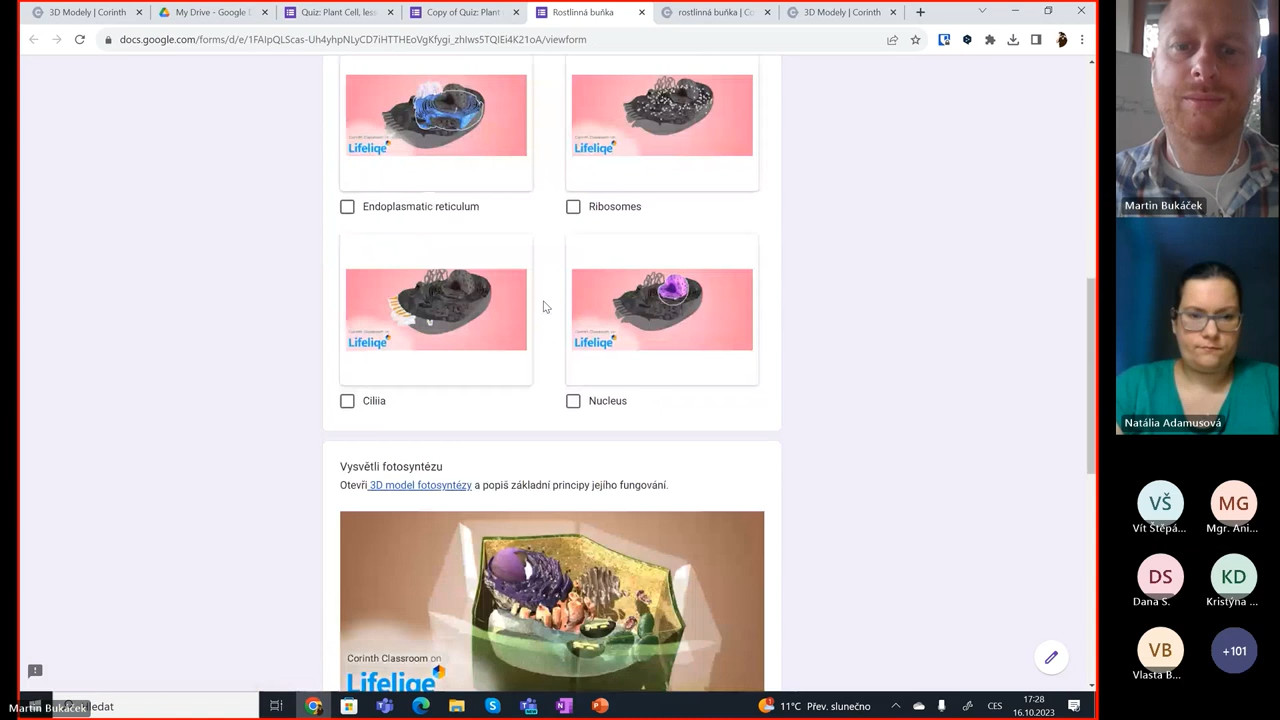 3D Modely | Corinth
My Drive - Google
Quiz: Plant Cell, less
Copy of Quiz: Plant
Rostlinná buňka
rostlinná buňka | Co
3D Modely | Corinth
docs.google.com/forms/d/e/1FAIpQLScas-Uh4yhpNLyCD7iHTTHEoVgKfygi_zhIws5TQIEi4K21oA/viewform
Lifeliqe
Lifeliqe
Endoplasmatic reticulum
Ribosomes
Lifeliqe
Lifeliqe
Ciliia
Nucleus
Vysvětli fotosyntézu
Otevři 3D model fotosyntézy a popiš základní principy jejího fungování.
Corinth Classroom on
Lifeliqe
Martin Bukáček
Natália Adamusová
VŠ
MG
Vít Štěpá...
Mgr. Ani...
DS
KD
Dana S.
Kristýna ...
VB
+101
Vlasta B...
Martin Bukáček
edat
11°C Přev. slunečno
CES
17:28
16.10.2023